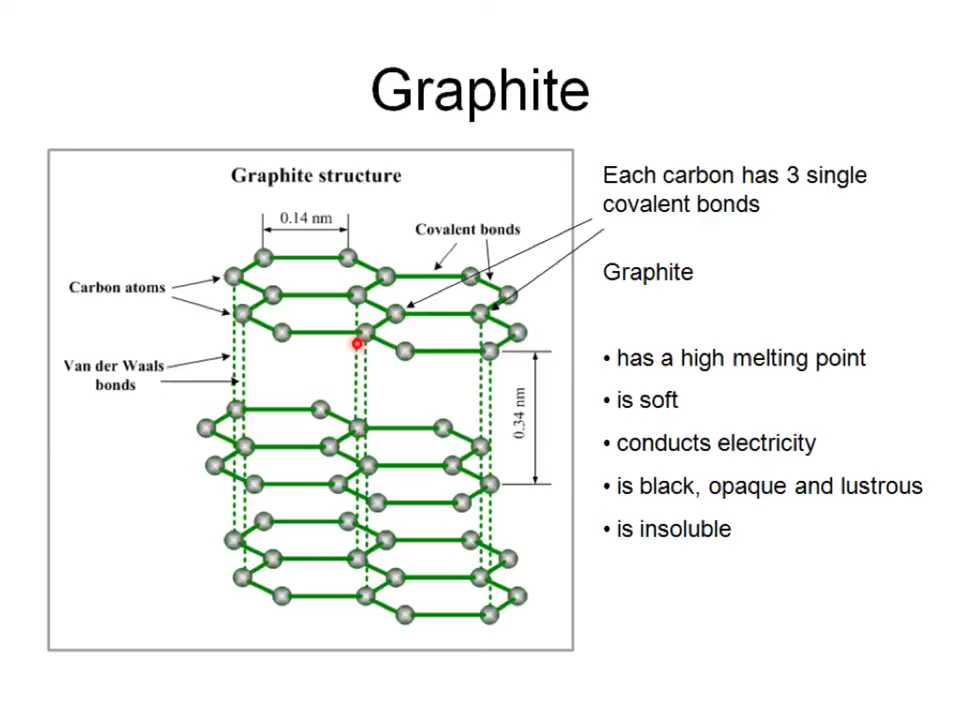 Graphite
Graphite structure
0.14 nm
Covalent bonds
Carbon atoms
Van der Waals
bonds
0.34 nm
Each carbon has 3 single
covalent bonds
Graphite
• has a high melting point
• is soft
• conducts electricity
• is black, opaque and lustrous
• is insoluble